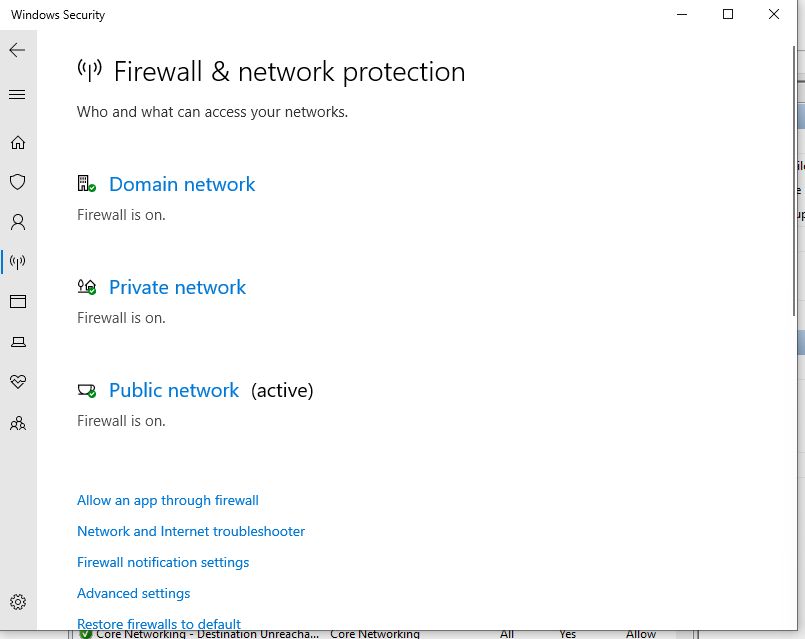 Windows Security
Firewall & network protection
Who and what can access your networks.
Domain network
Firewall is on.
Private network
Firewall is on.
Public network (active)
Firewall is on.
Allow an app through firewall
Network and Internet troubleshooter
Firewall notification settings
Advanced settings
Restore firewalls to default
Core Networking - Destination Unreacha... Core Networking All Yes Allow